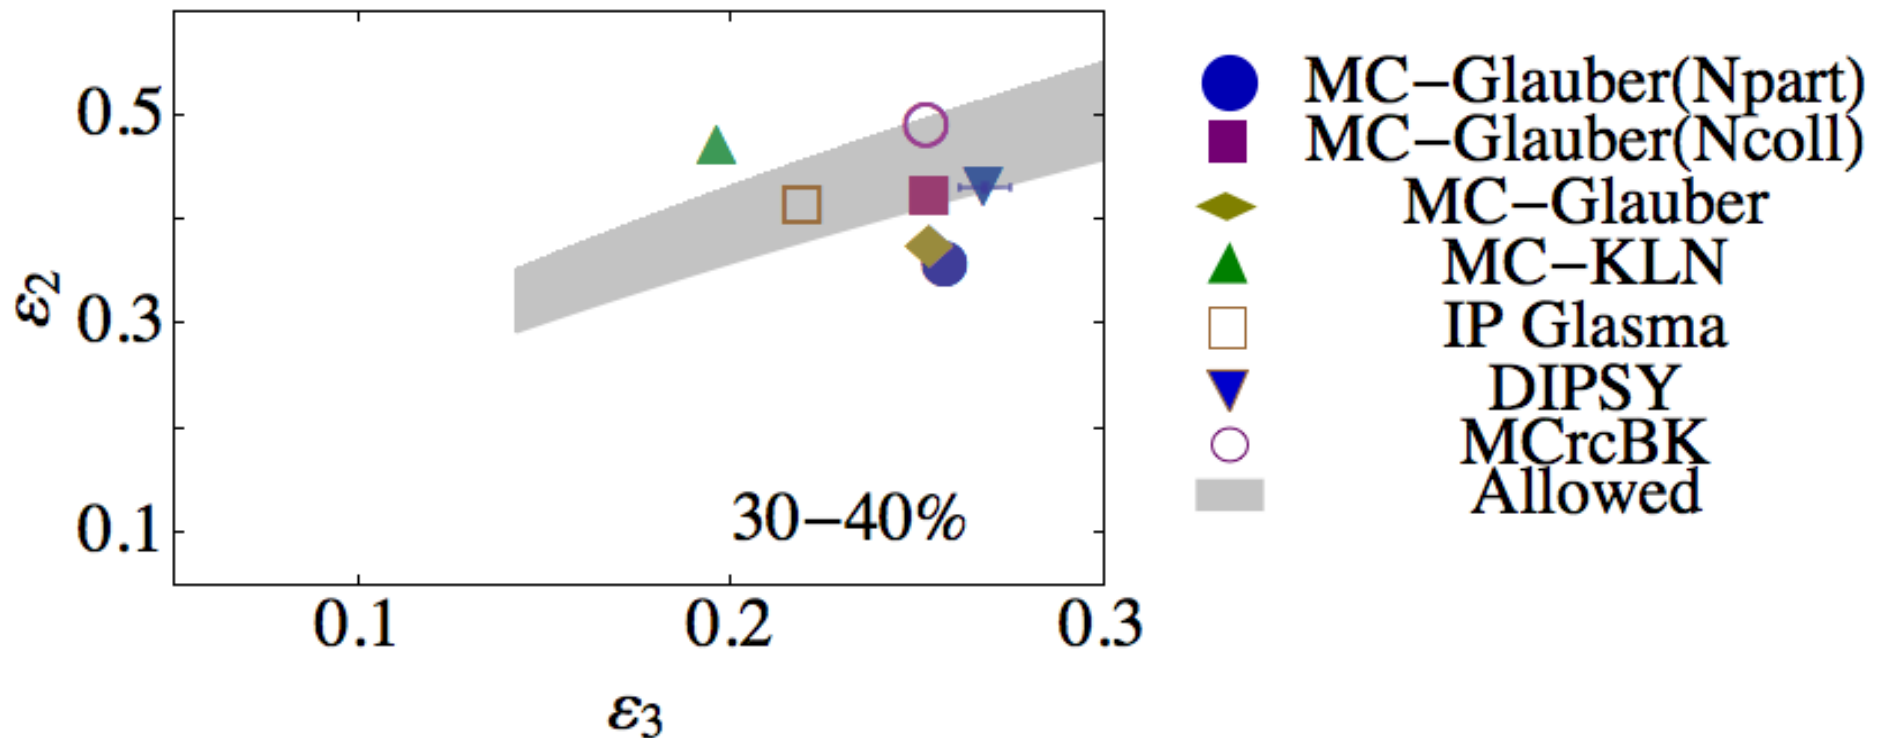 0.5
0.3
0.1
ε2
30−40%
0.1
0.2
0.3
ε3
MC−Glauber(Npart)
MC−Glauber(Ncoll)
MC−Glauber
MC−KLN
IP Glasma
DIPSY
MCrcBK
Allowed